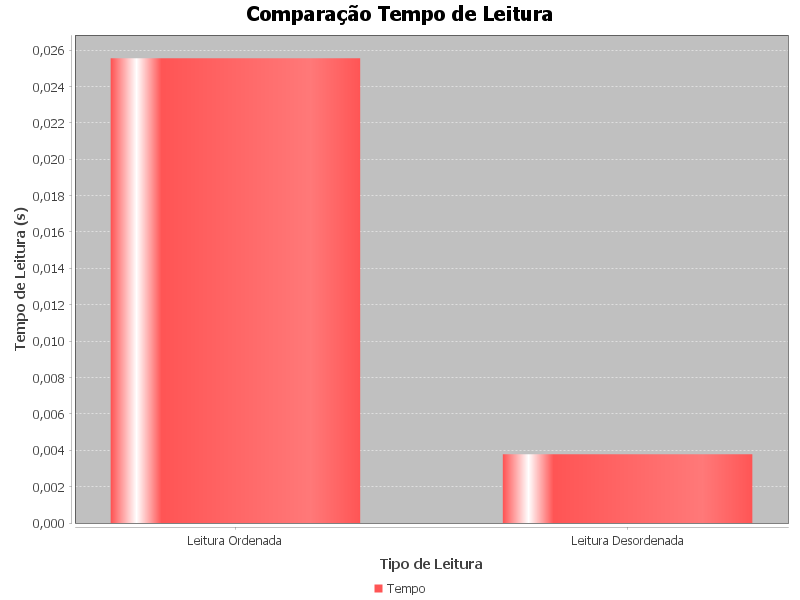 Comparação Tempo de Leitura
Tempo de Leitura (s)
0,026
0,024
0,022
0,020
0,018
0,016
0,014
0,012
0,010
0,008
0,006
0,004
0,002
0,000
Leitura Ordenada
Leitura Desordenada
Tipo de Leitura
Tempo